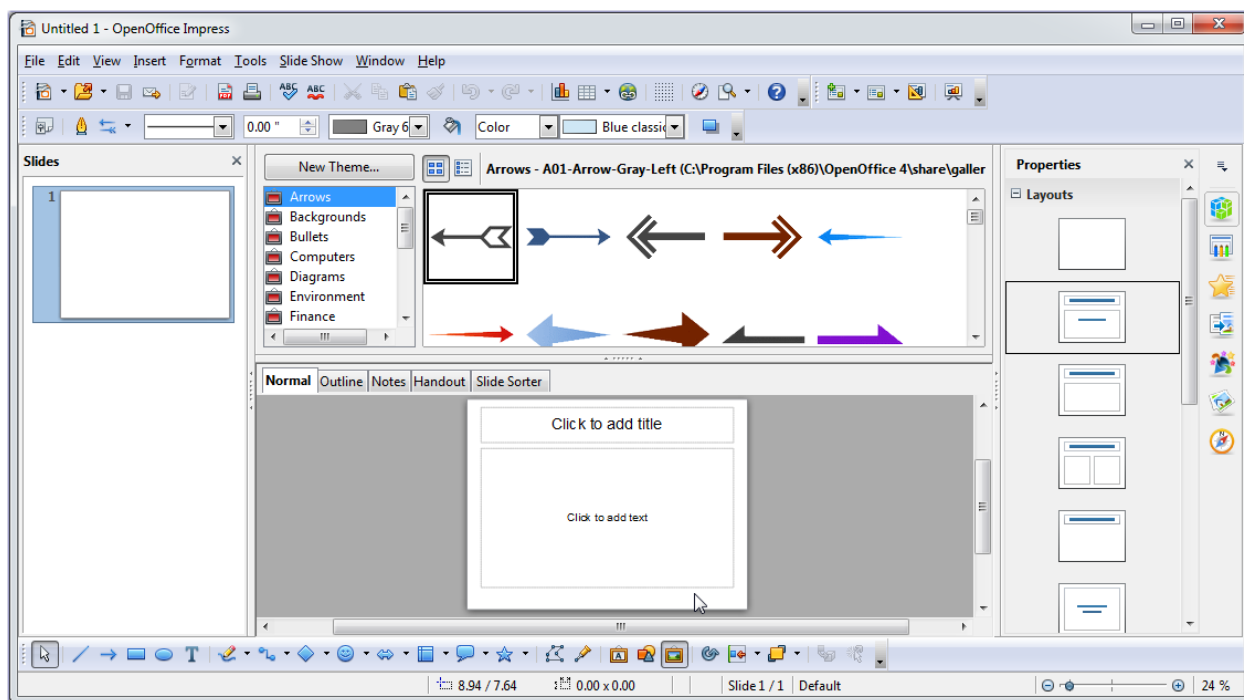 Untitled 1 - OpenOffice Impress
File Edit View Insert Format Tools Slide Show Window Help
0.00 " Gray 6 Color Blue classic
Slides
New Theme...
Arrows - A01-Arrow-Gray-Left (C:\Program Files (x86)\OpenOffice 4\share\galler
Properties
1
Arrows
Backgrounds
Bullets
Computers
Diagrams
Environment
Finance
Layouts
Normal Outline Notes Handout Slide Sorter
Click to add title
Click to add text
8.94 / 7.64 0.00 x 0.00 Slide 1 / 1 Default 24 %